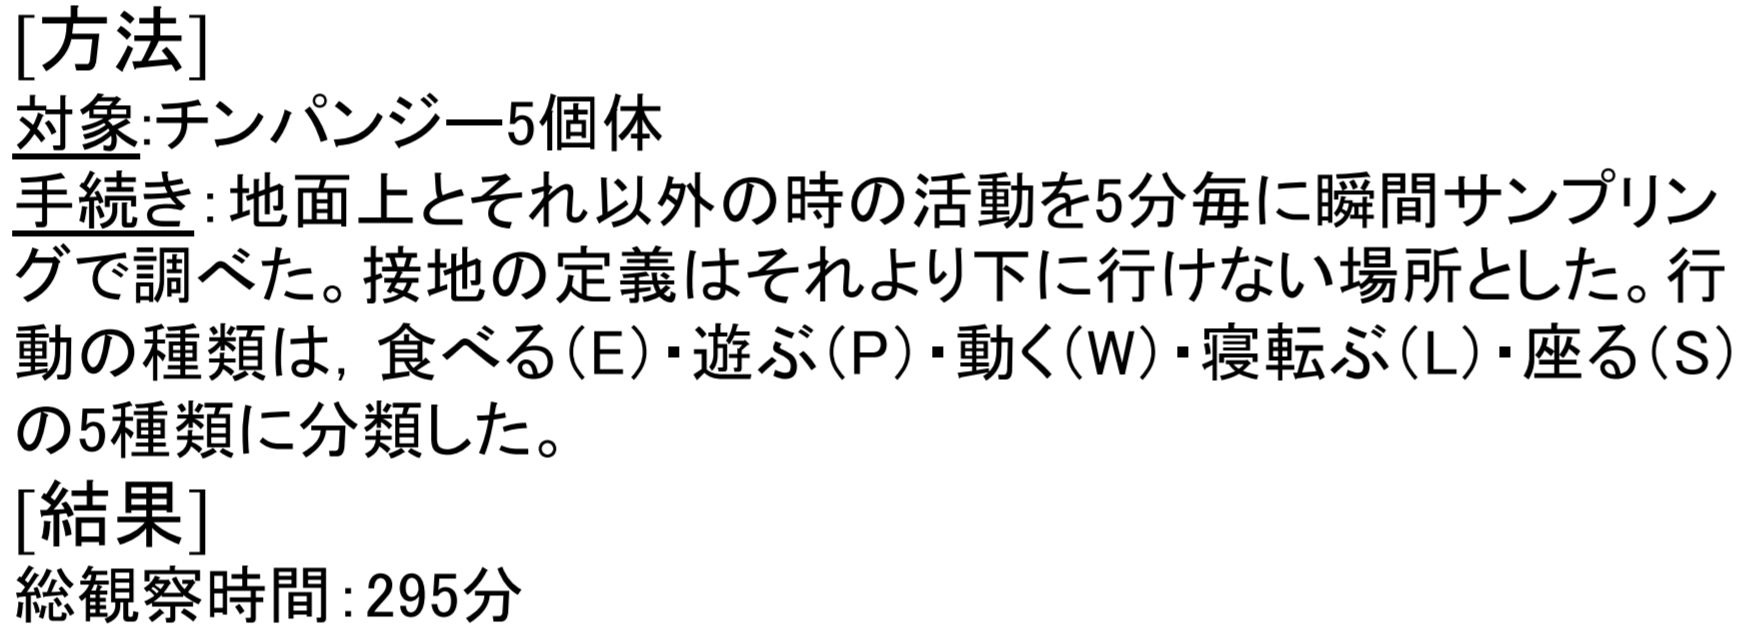 [方法]
対象:チンパンジー5個体
手続き:地面上とそれ以外の時の活動を5分毎に瞬間サンプリン
グで調べた。接地の定義はそれより下に行けない場所とした。行
動の種類は, 食べる(E)・遊ぶ(P)・動く(W)・寝転ぶ(L)・座る(S)
の5種類に分類した。
[結果]
総観察時間:295分